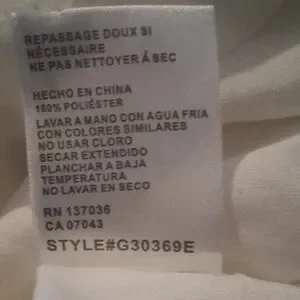 REPASSAGE DOUX SI
NÉCESSAIRE
NE PAS NETTOYER À SEC
HECHO EN CHINA
100% POLIÉSTER
LAVAR A MANO CON AGUA FRIA
CON COLORES SIMILARES
NO USAR CLORO
SECAR EXTENDIDO
PLANCHAR A BAJA
TEMPERATURA
NO LAVAR EN SECO
RN 137036
CA 07043
STYLE#G30369E